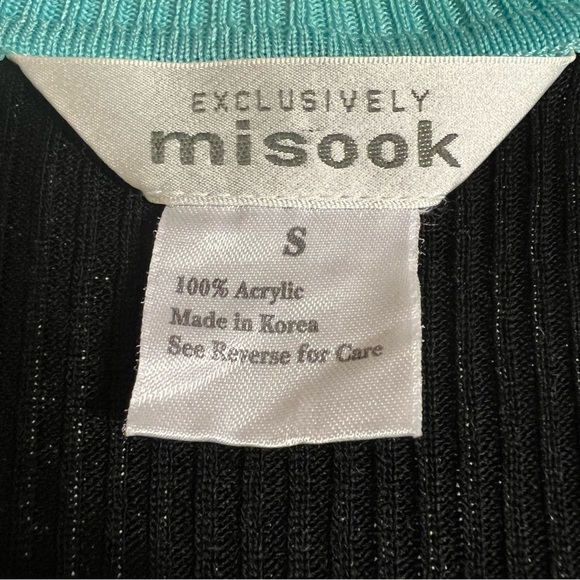 EXCLUSIVELY
misook
S
100% Acrylic
Made in Korea
See Reverse for Care